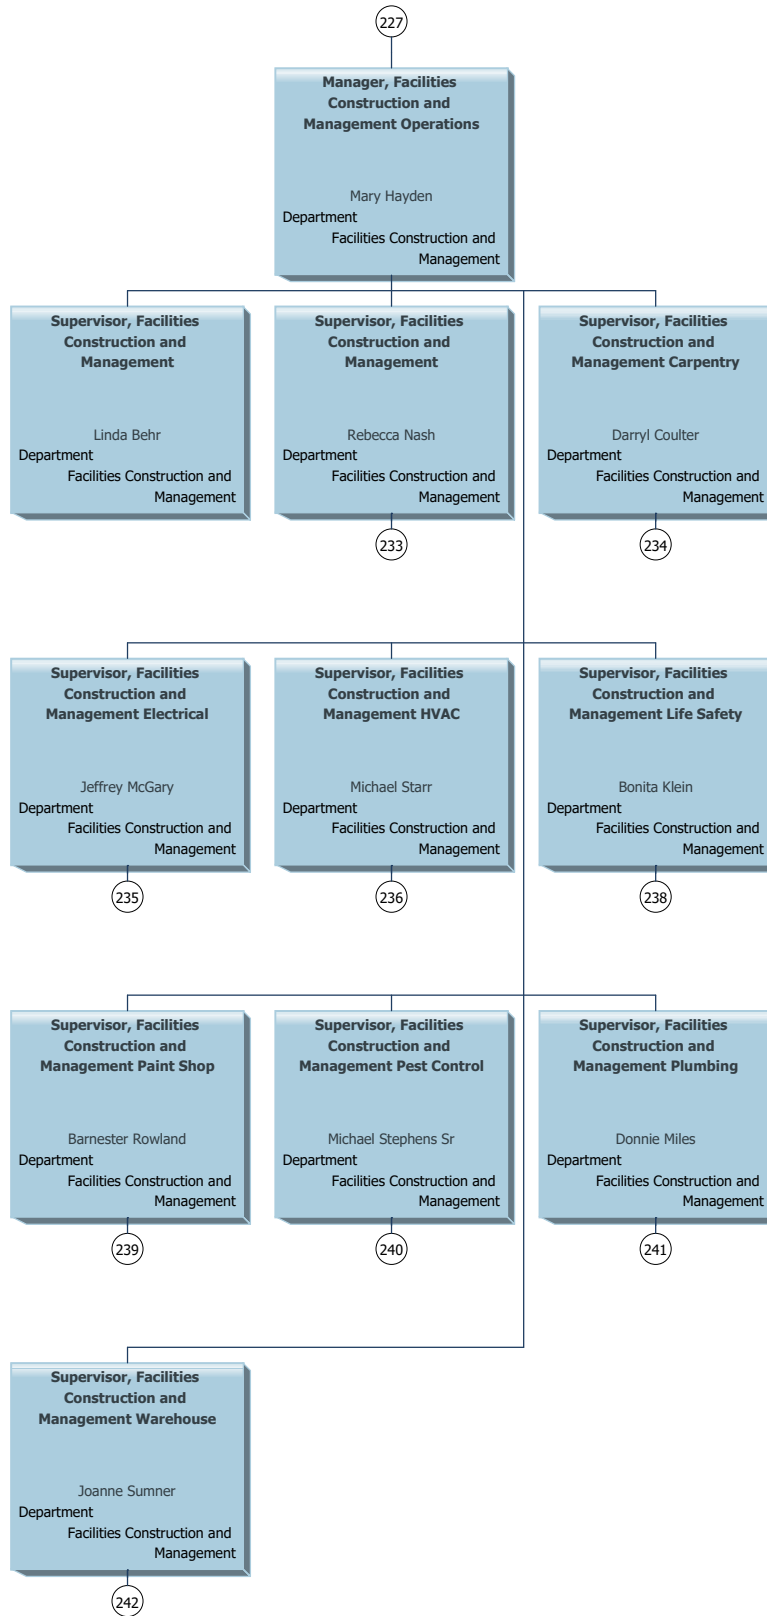 227
Manager, Facilities
Construction and
Management Operations
Mary Hayden
Department
Facilities Construction and
Management
Supervisor, Facilities
Construction and
Management
Linda Behr
Department
Facilities Construction and
Management
Supervisor, Facilities
Construction and
Management
Rebecca Nash
Department
Facilities Construction and
Management
233
Supervisor, Facilities
Construction and
Management Carpentry
Darryl Coulter
Department
Facilities Construction and
Management
234
Supervisor, Facilities
Construction and
Management Electrical
Jeffrey McGary
Department
Facilities Construction and
Management
235
Supervisor, Facilities
Construction and
Management HVAC
Michael Starr
Department
Facilities Construction and
Management
236
Supervisor, Facilities
Construction and
Management Life Safety
Bonita Klein
Department
Facilities Construction and
Management
238
Supervisor, Facilities
Construction and
Management Paint Shop
Barnester Rowland
Department
Facilities Construction and
Management
239
Supervisor, Facilities
Construction and
Management Pest Control
Michael Stephens Sr
Department
Facilities Construction and
Management
240
Supervisor, Facilities
Construction and
Management Plumbing
Donnie Miles
Department
Facilities Construction and
Management
241
Supervisor, Facilities
Construction and
Management Warehouse
Joanne Sumner
Department
Facilities Construction and
Management
242